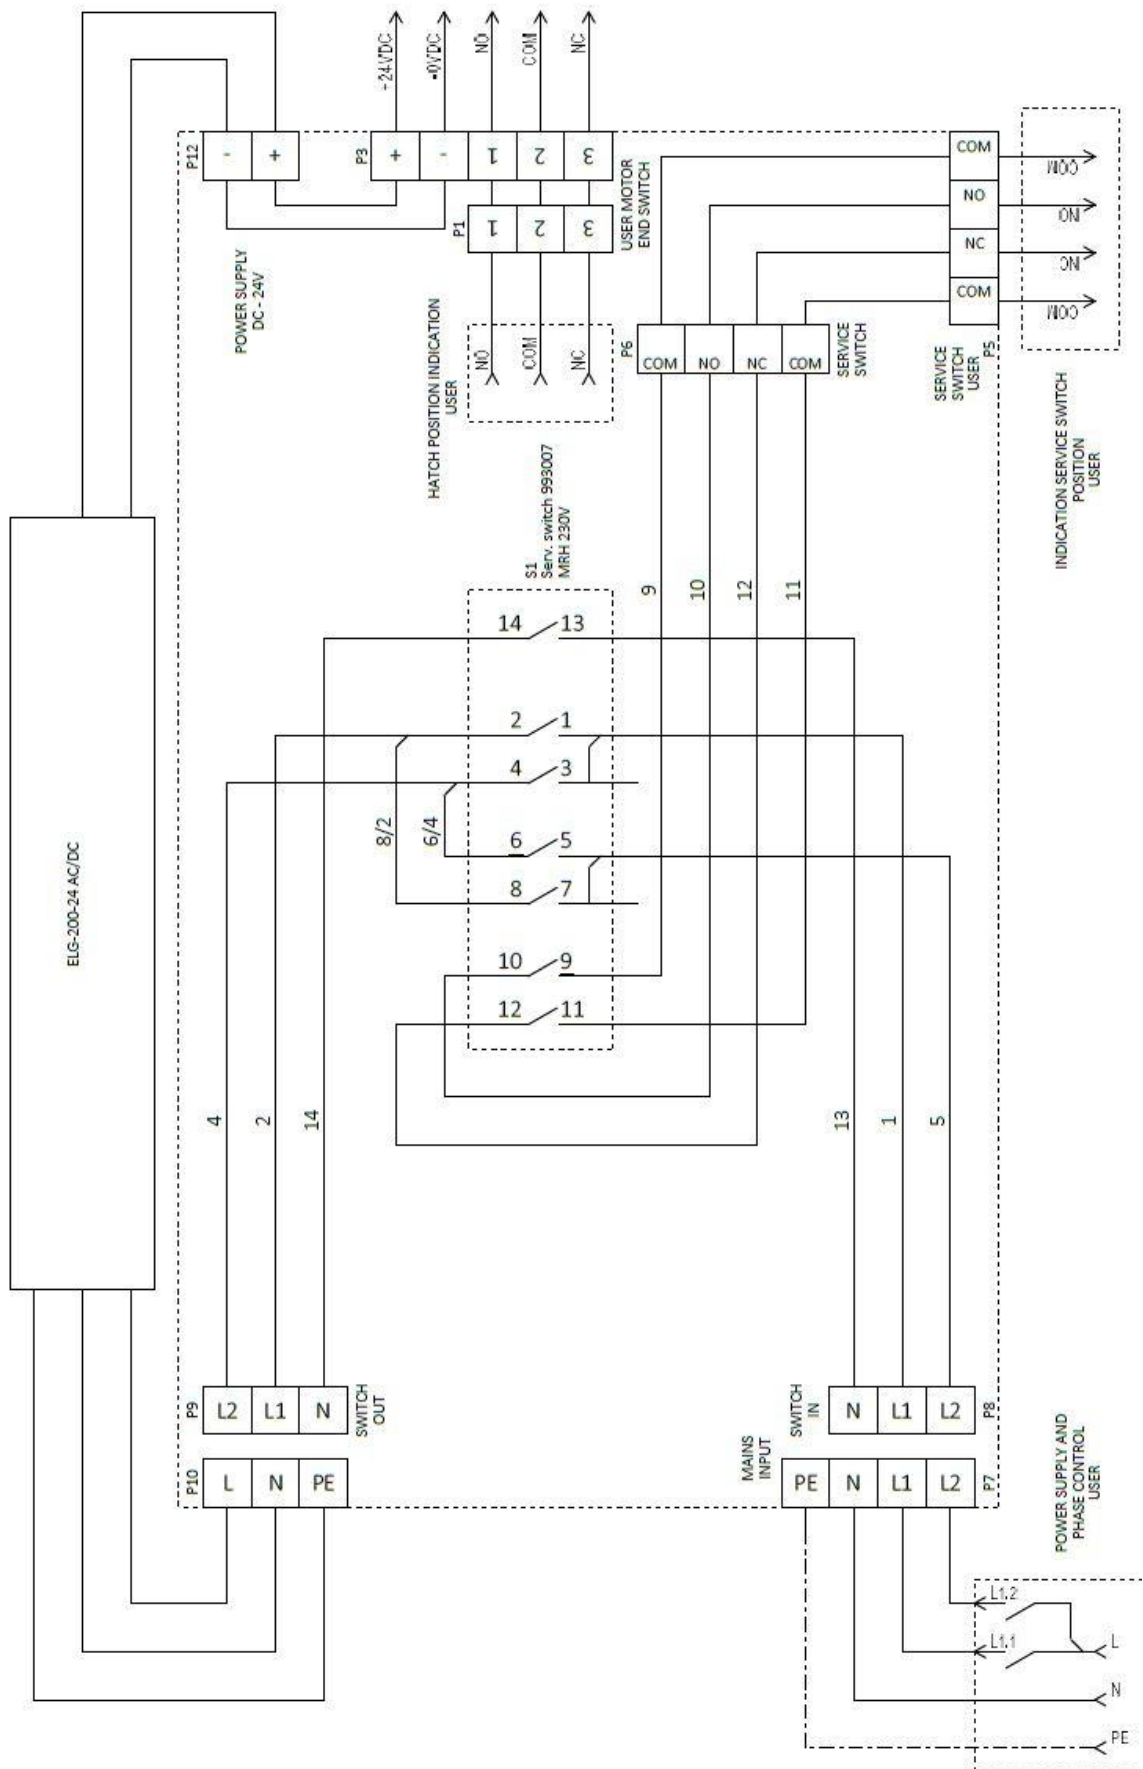 ELG-200-24 AC/DC
P12
-
+
POWER SUPPLY
DC - 24V
P3
+
-
1
2
3
+24VDC
-0VDC
NO
COM
NC
P1
1
2
3
USER MOTOR
END SWITCH
HATCH POSITION INDICATION
USER
NO
COM
NC
P6
COM
NO
NC
COM
SERVICE
SWITCH
COM
NO
NC
COM
SERVICE
SWITCH
USER
P5
COM
NO
NC
COM
INDICATION SERVICE SWITCH
POSITION
USER
S1
Serv. switch 993007
MRH 230V
14
13
2
1
4
3
6
5
8
7
10
9
12
11
8/2
6/4
9
10
12
11
4
2
14
13
1
5
P9
L2
L1
N
SWITCH
OUT
P10
L
N
PE
SWITCH
IN
N
L1
L2
P8
MAINS
INPUT
PE
N
L1
L2
P7
POWER SUPPLY AND
PHASE CONTROL
USER
L1.2
L1.1
L
N
PE